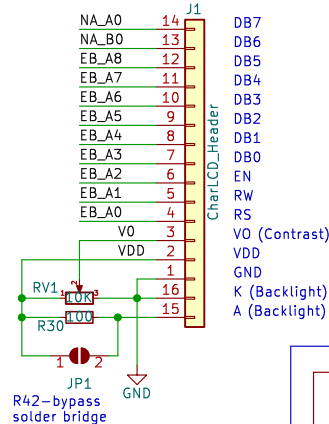 J1
NA_A0 14 DB7
NA_B0 13 DB6
EB_A8 12 DB5
EB_A7 11 DB4
EB_A6 10 DB3
EB_A5 9 DB2
EB_A4 8 DB1
EB_A3 7 DB0
EB_A2 6 EN
EB_A1 5 RW
EB_A0 4 RS
V0 3 VO (Contrast)
VDD 2 VDD
1 GND
16 K (Backlight)
15 A (Backlight)
CharLCD_Header
RV1 1 10K 3
2
R30 100
1 2
JP1
GND
R42-bypass
solder bridge